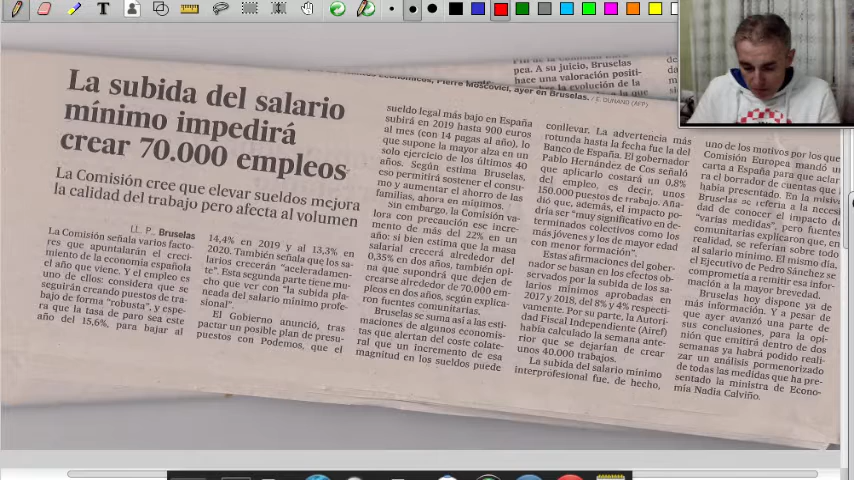 pea. A su juicio, Bruselas
hace una valoración positi-
Pierre Moscovici, ayer en Bruselas. / E. DUNAND (AFP)
La subida del salario
mínimo impedirá
crear 70.000 empleos
La Comisión cree que elevar sueldos mejora
la calidad del trabajo pero afecta al volumen
LL. P., Bruselas
La Comisión señala varios facto-
res que apuntalarán el creci-
miento de la economía española
el año que viene. Y el empleo es
uno de ellos: considera que se
seguirán creando puestos de tra-
bajo de forma "robusta", y espe-
ra que la tasa de paro sea este
año del 15,6%, para bajar al
14,4% en 2019 y al 13,3% en
2020. También señala que los sa-
larios crecerán "aceleradamen-
te". Esta segunda parte tiene mu-
cho que ver con "la subida pla-
neada del salario mínimo profe-
sional".
El Gobierno anunció, tras
pactar un posible plan de presu-
puestos con Podemos, que el
sueldo legal más bajo en España
subirá en 2019 hasta 900 euros
al mes (con 14 pagas al año), lo
que supone la mayor alza en un
solo ejercicio de los últimos 40
años. Según estima Bruselas,
eso permitirá sostener el consu-
mo y aumentar el ahorro de las
familias, ahora en mínimos.
Sin embargo, la Comisión va-
lora con precaución ese incre-
mento de más del 22% en un
año: si bien estima que la masa
salarial crecerá alrededor del
0,35% en dos años, también opi-
na que supondrá que dejen de
crearse alrededor de 70.000 em-
pleos en dos años, según explica-
ron fuentes comunitarias.
Bruselas se suma así a las esti-
maciones de algunos economis-
tas que alertan del coste colate-
ral que un incremento de esa
magnitud en los sueldos puede
conllevar. La advertencia más
rotunda hasta la fecha fue la del
Banco de España. El gobernador
Pablo Hernández de Cos señaló
que aplicarlo costará un 0,8%
del empleo, es decir, unos
150.000 puestos de trabajo. Aña-
dió que, además, el impacto po-
dría ser "muy significativo en de-
terminados colectivos como los
más jóvenes y los de mayor edad
con menor formación".
Estas afirmaciones del gober-
nador se basan en los efectos ob-
servados por la subida de los sa-
larios mínimos aprobadas en
2017 y 2018, del 8% y 4% respecti-
vamente. Por su parte, la Autori-
dad Fiscal Independiente (Airef)
había calculado la semana ante-
rior que se dejarían de crear
unos 40.000 trabajos.
La subida del salario mínimo
interprofesional fue, de hecho,
uno de los motivos por los que
Comisión Europea mandó una
carta a España para que aclar
ra el borrador de cuentas que
había presentado. En la misiva
Bruselas se refería a la necesi-
dad de conocer el impacto de
"varias medidas", pero fuentes
comunitarias explicaron que, en
realidad, se referían sobre todo
al salario mínimo. El mismo día,
el Ejecutivo de Pedro Sánchez se
comprometía a remitir esa infor-
mación a la mayor brevedad.
Bruselas hoy dispone ya de
más información. Y a pesar de
que ayer avanzó una parte de
sus conclusiones, para la opi-
nión que emitirá dentro de dos
semanas ya habrá podido reali-
zar un análisis pormenorizado
de todas las medidas que ha pre-
sentado la ministra de Econo-
mía Nadia Calviño.